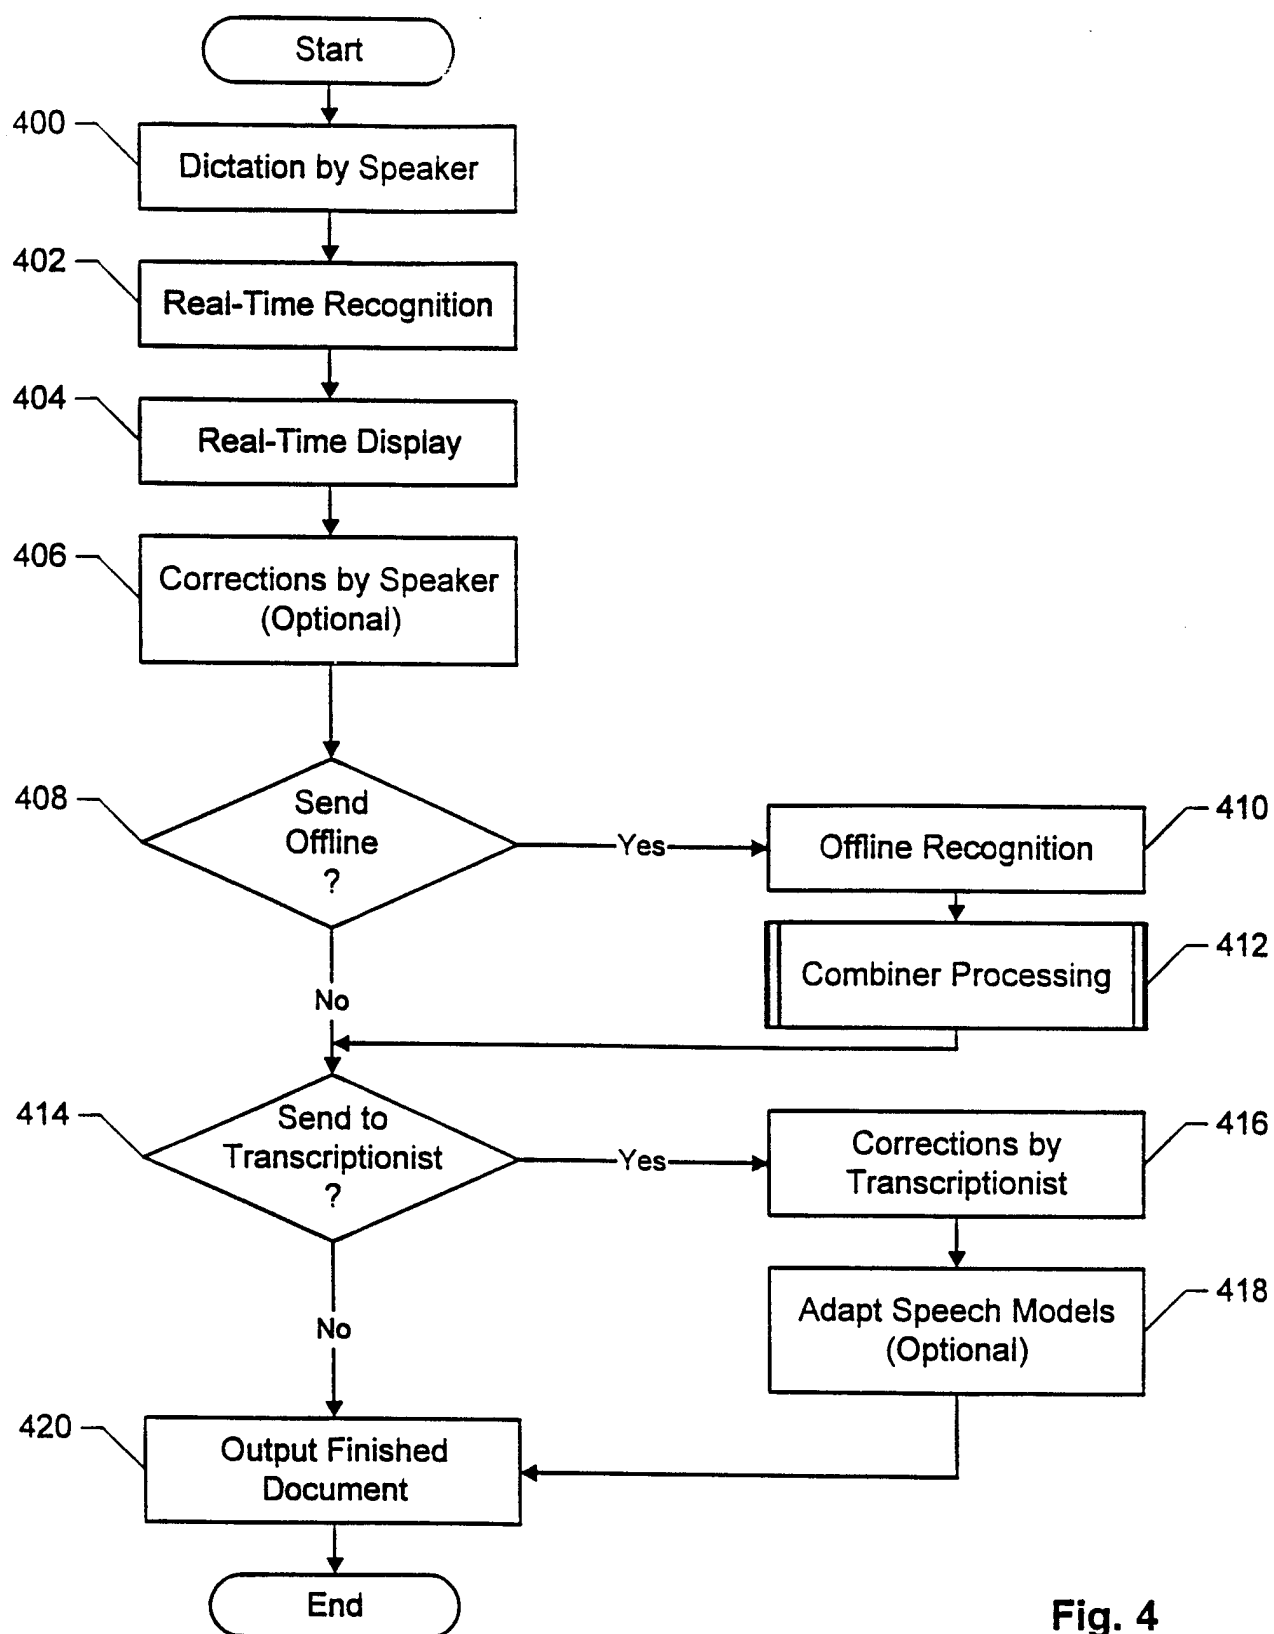 Start
400
Dictation by Speaker
402
Real-Time Recognition
404
Real-Time Display
406
Corrections by Speaker
(Optional)
408
Send
Offline
?
Yes
410
Offline Recognition
412
Combiner Processing
No
414
Send to
Transcriptionist
?
Yes
416
Corrections by
Transcriptionist
418
Adapt Speech Models
(Optional)
No
420
Output Finished
Document
End
Fig. 4